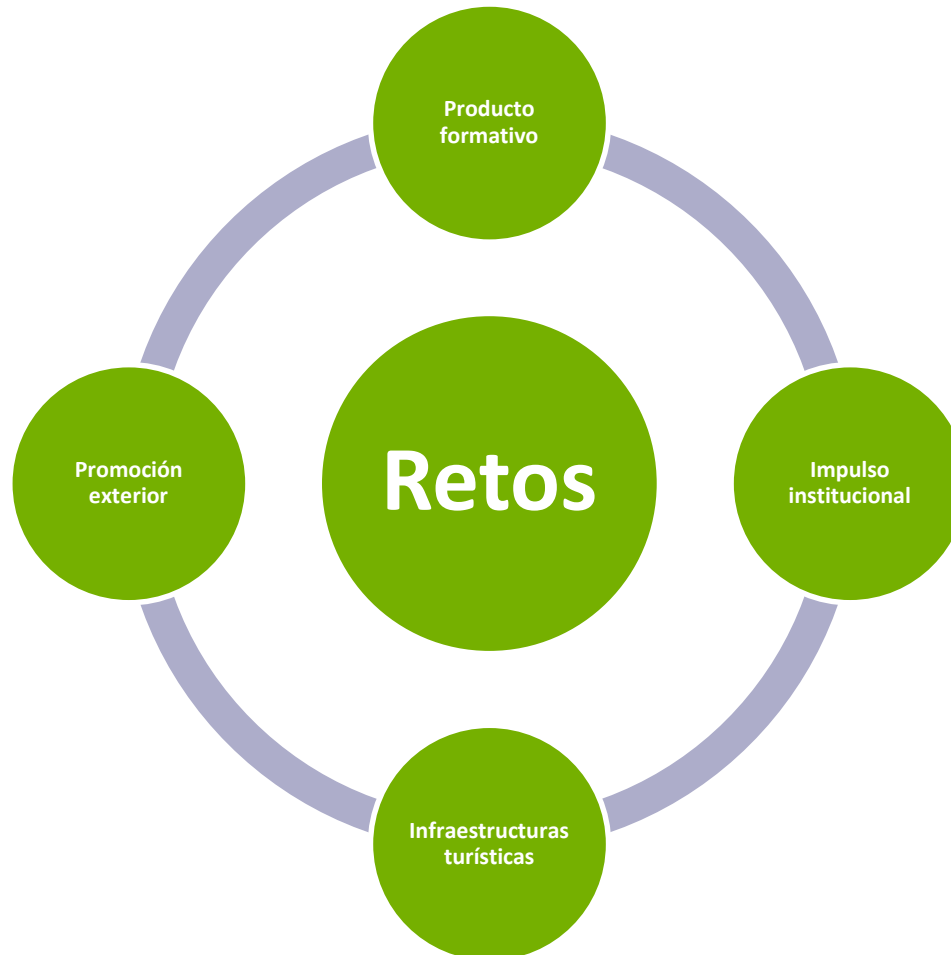 Producto
formativo
Promoción
exterior
Retos
Impulso
institucional
Infraestructuras
turísticas